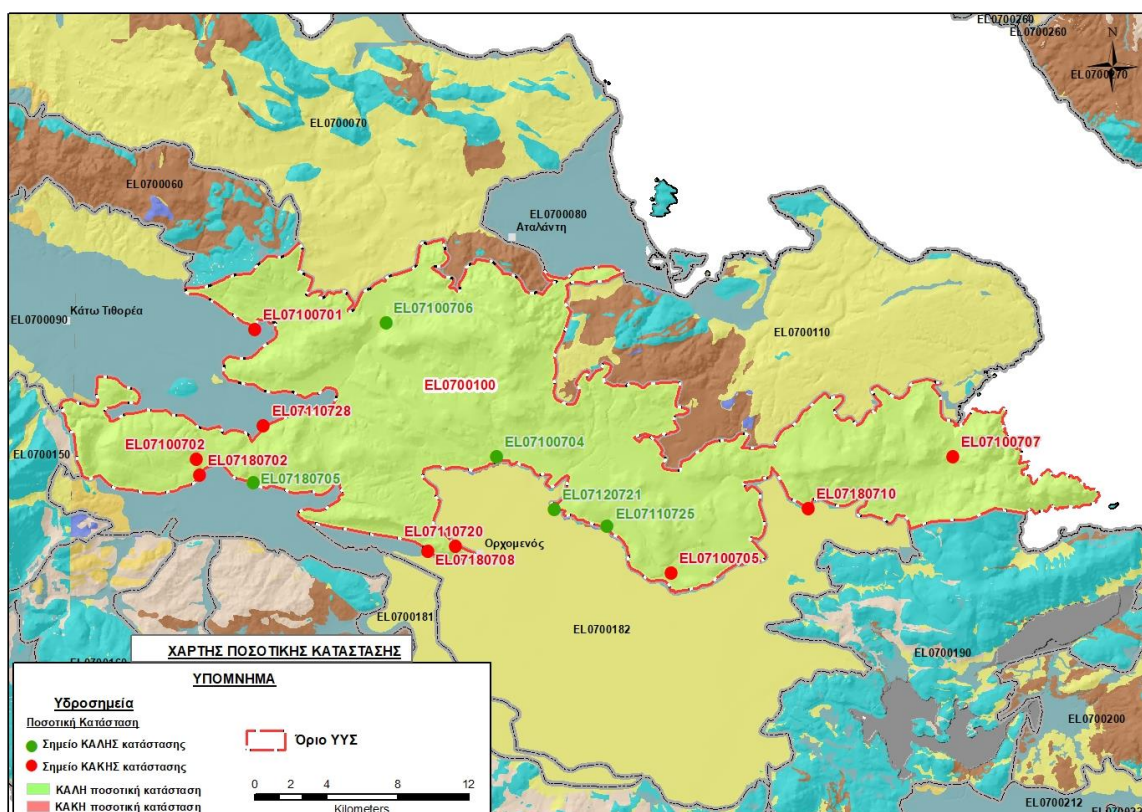 EL0700260
EL0700260
N
EL0700270
EL0700070
EL0700060
EL0700080
Αταλάντη
Κάτω Τιθορέα
EL0700090
EL07100701
EL07100706
EL0700110
EL0700100
EL07110728
EL07100704
EL07100707
EL0700150
EL07100702
EL07180702
EL07180705
EL07120721
EL07180710
EL07110725
EL07110720
Ορχομενός
EL07180708
EL07100705
EL0700181
EL0700182
EL0700190
EL0700200
ΧΑΡΤΗΣ ΠΟΣΟΤΙΚΗΣ ΚΑΤΑΣΤΑΣΗΣ
ΥΠΟΜΝΗΜΑ
Υδροσημεία
Ποσοτική Κατάσταση
Σημείο ΚΑΛΗΣ κατάστασης
Σημείο ΚΑΚΗΣ κατάστασης
ΚΑΛΗ ποσοτική κατάσταση
ΚΑΚΗ ποσοτική κατάσταση
Όριο ΥΥΣ
0 2 4 8 12
Kilometers
EL0700212